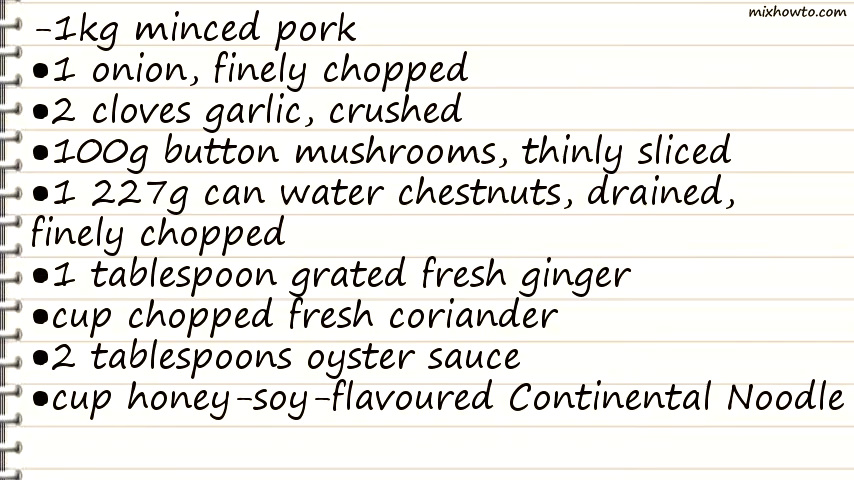 mixhowto.com
-1kg minced pork
●1 onion, finely chopped
●2 cloves garlic, crushed
●100g button mushrooms, thinly sliced
●1 227g can water chestnuts, drained,
finely chopped
●1 tablespoon grated fresh ginger
●cup chopped fresh coriander
●2 tablespoons oyster sauce
●cup honey-soy-flavoured Continental Noodle